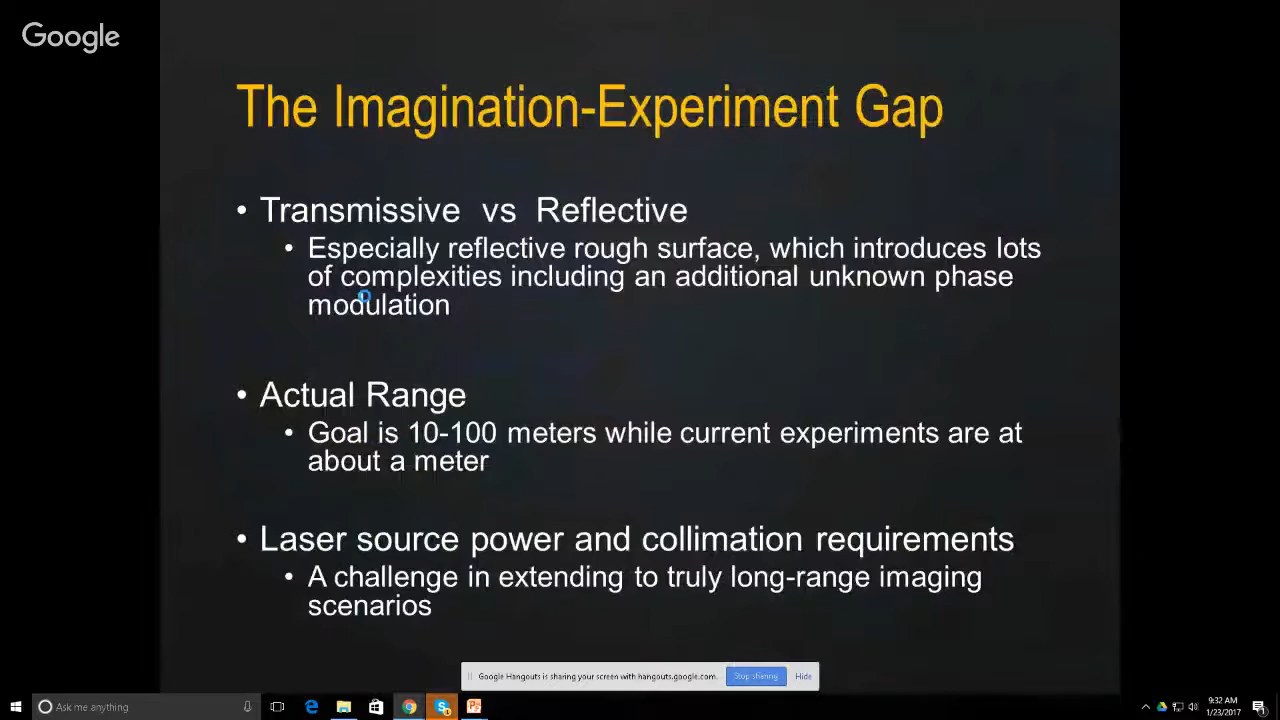 Google
The Imagination-Experiment Gap
• Transmissive vs Reflective
• Especially reflective rough surface, which introduces lots
of complexities including an additional unknown phase
modulation
• Actual Range
• Goal is 10-100 meters while current experiments are at
about a meter
• Laser source power and collimation requirements
• A challenge in extending to truly long-range imaging
scenarios
Google Hangouts is sharing your screen with hangouts.google.com.
Stop sharing
Hide
Ask me anything
9:32 AM
1/23/2017